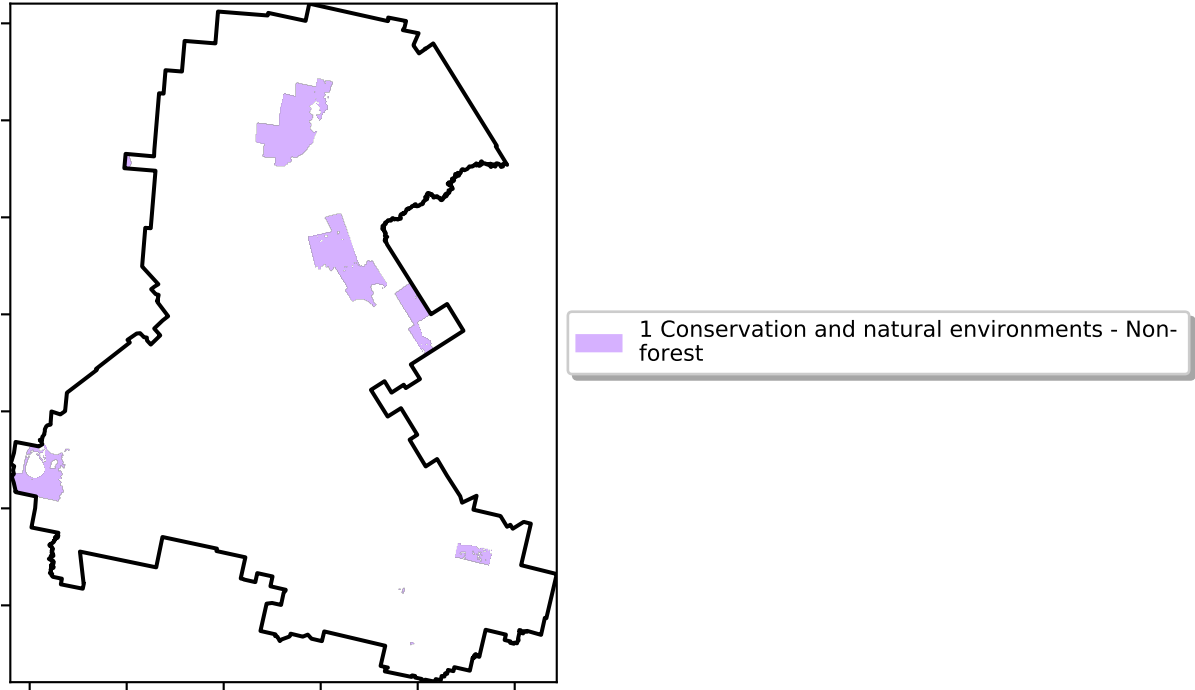 1 Conservation and natural environments - Non-
forest